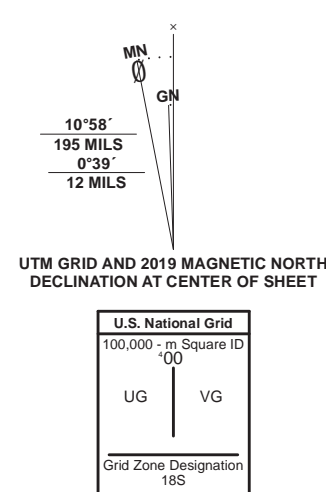 ×
MN
GN
10°58´
195 MILS
0°39´
12 MILS
UTM GRID AND 2019 MAGNETIC NORTH
DECLINATION AT CENTER OF SHEET
U.S. National Grid
100,000 - m Square ID
⁴00
UG VG
Grid Zone Designation
18S